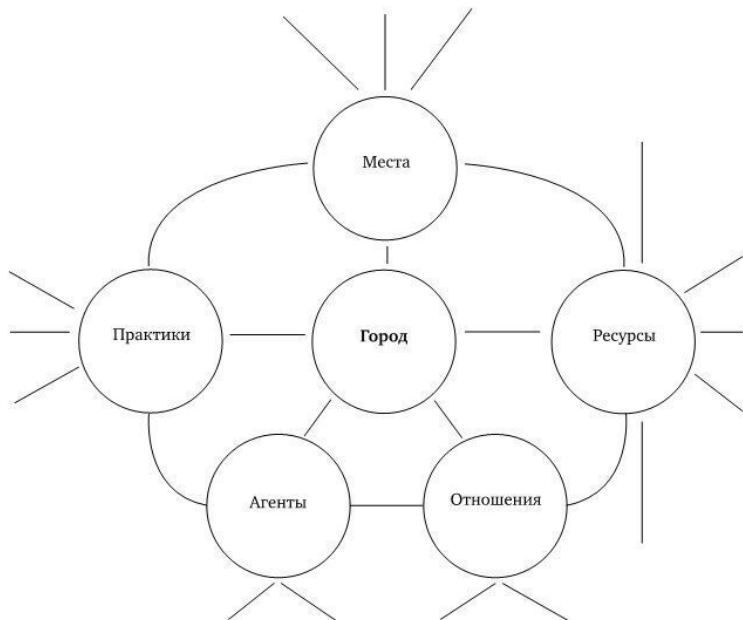 Места
Практики
Город
Ресурсы
Агенты
Отношения